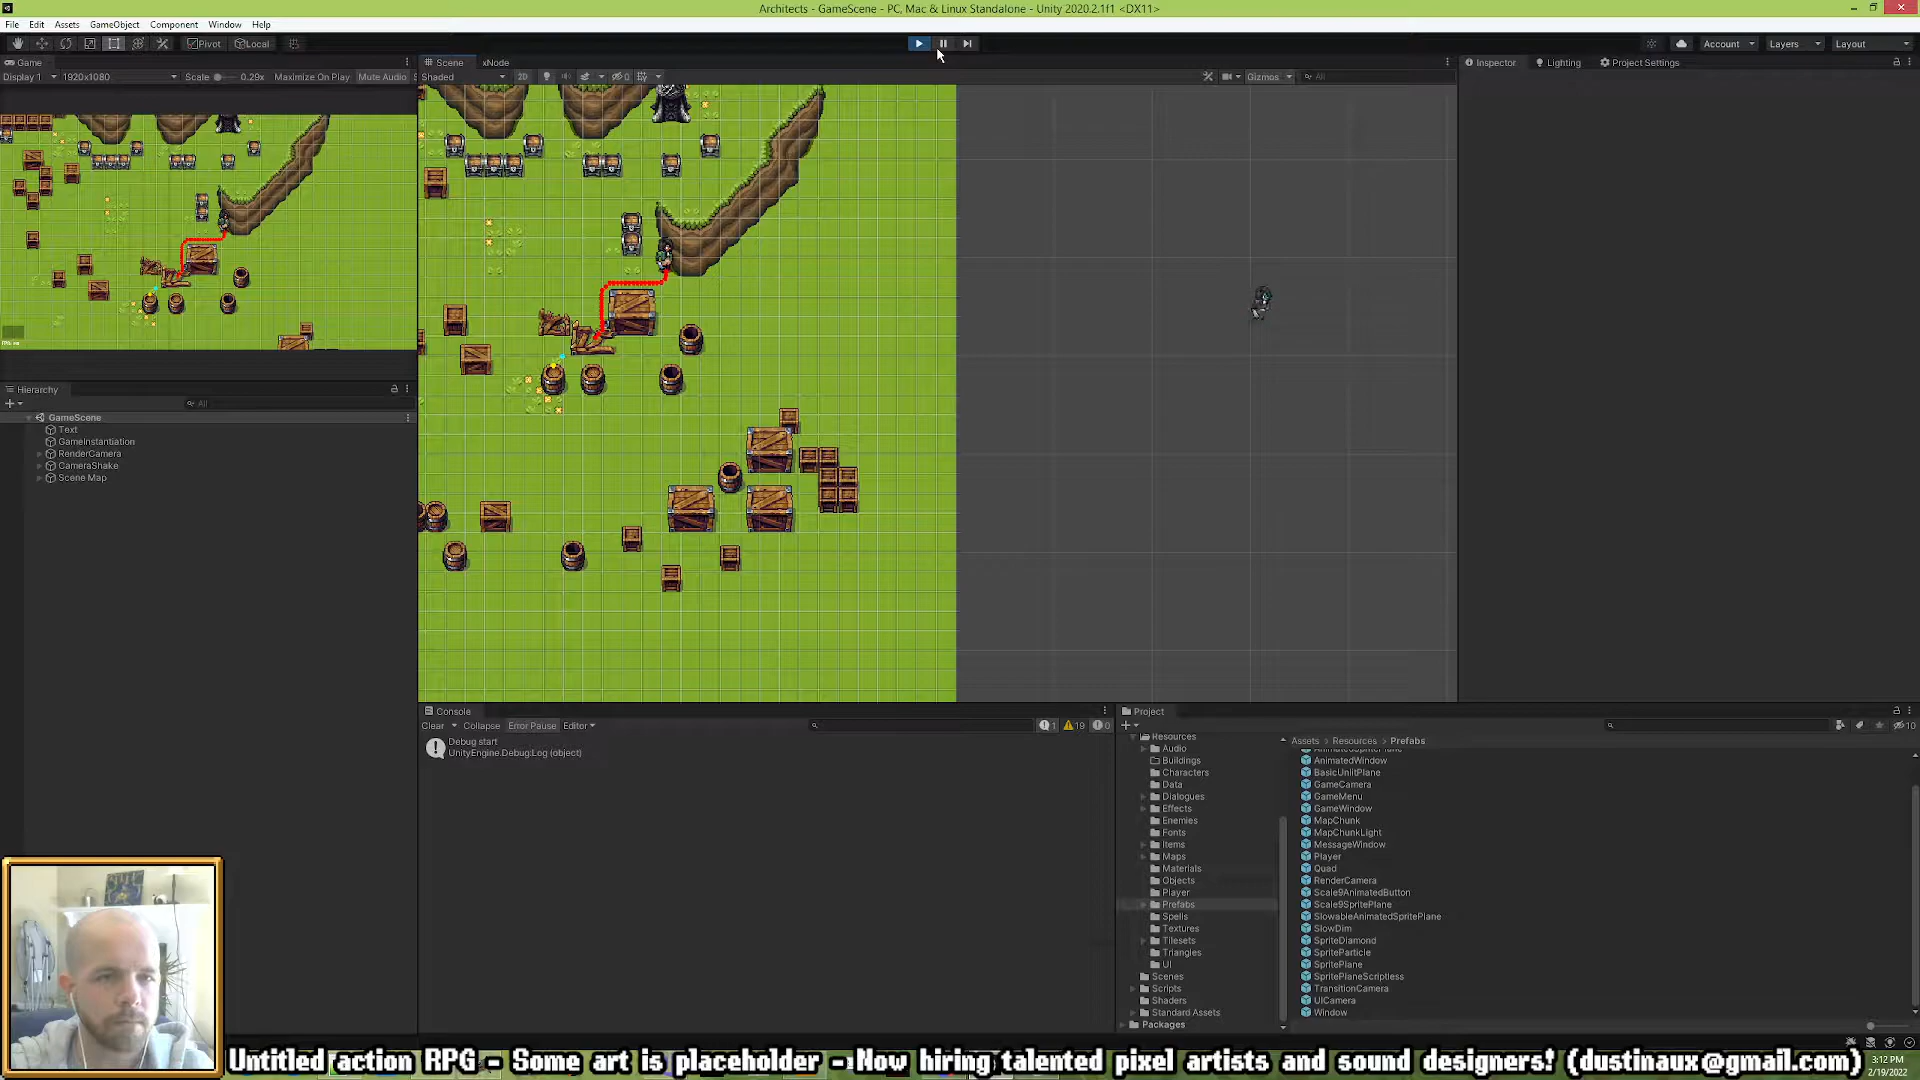 Architects - GameScene - PC, Mac & Linux Standalone - Unity 2020.2.1f1 <DX11>
File Edit Assets GameObject Component Window Help
Pivot Local Account Layers Layout
Game Scene xNode Inspector Lighting Project Settings
Display 1 1920x1080 Scale 0.29x Maximize On Play Mute Audio Shaded 2D 0 Gizmos All
Hierarchy
All
GameScene
Text
GameInstantiation
RenderCamera
CameraShake
Scene Map
Console
Clear Collapse Error Pause Editor 1 19 0
Debug start
UnityEngine.Debug:Log (object)
Project
10
Resources
Audio
Buildings
Characters
Data
Dialogues
Effects
Enemies
Fonts
Items
Maps
Materials
Objects
Player
Prefabs
Spells
Textures
Tilesets
Triangles
UI
Scenes
Scripts
Shaders
Standard Assets
Packages
Assets > Resources > Prefabs
AnimatedWindow
BasicUnlitPlane
GameCamera
GameMenu
GameWindow
MapChunk
MapChunkLight
MessageWindow
Player
Quad
RenderCamera
Scale9AnimatedButton
Scale9SpritePlane
SlowableAnimatedSpritePlane
SlowDim
SpriteDiamond
SpriteParticle
SpritePlane
SpritePlaneScriptless
TransitionCamera
UICamera
Window
Untitled action RPG - Some art is placeholder - Now hiring talented pixel artists and sound designers! (dustinaux@gmail.com)
3:12 PM
2/19/2022